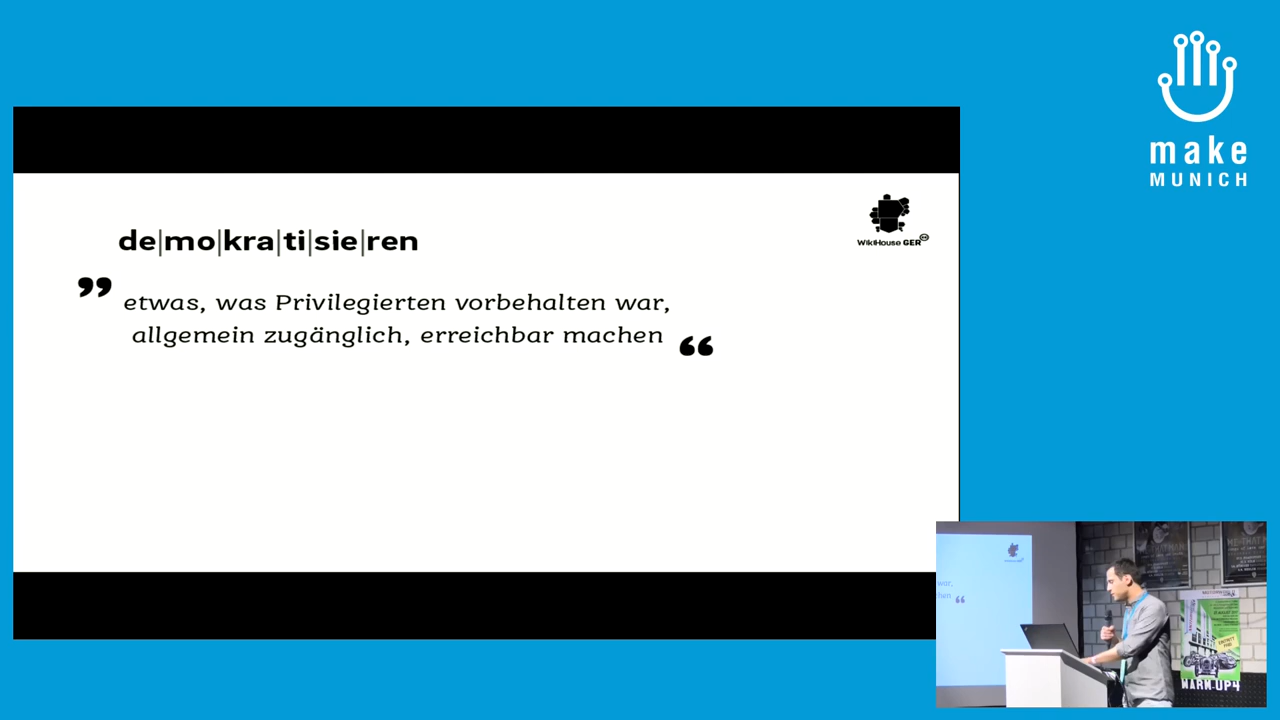 make
MUNICH
de|mo|kra|ti|sie|ren
WikiHouse GER
” etwas, was Privilegierten vorbehalten war,
allgemein zugänglich, erreichbar machen “
war,
“
WARM-UP4